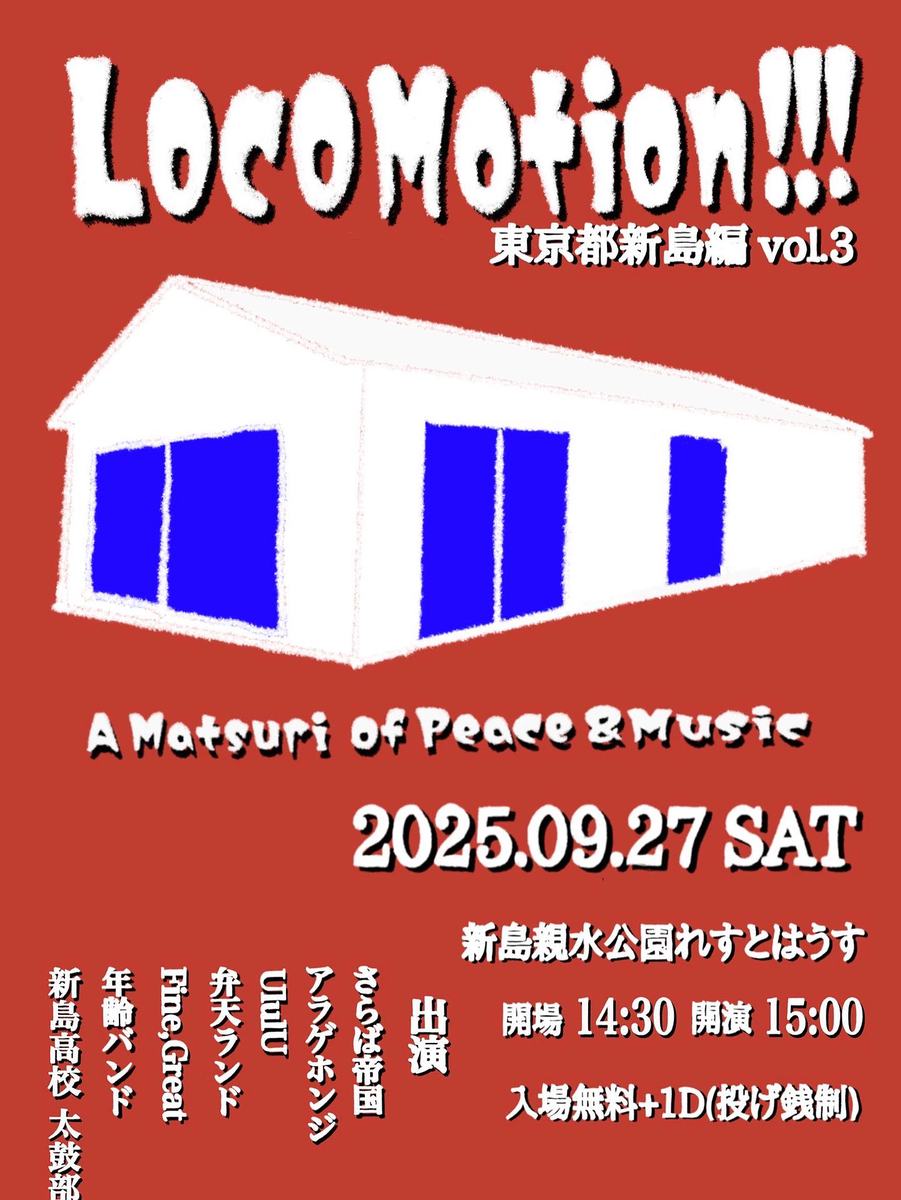 LocoMotion!!!
東京都新島編 vol.3
A Matsuri of Peace & Music
2025.09.27 SAT
新島親水公園れすとはうす
開場 14:30 開演 15:00
入場無料+1D(投げ銭制)
出演
さらば帝国
アラゲホンジ
UluIU
弁天ランド
Fine,Great
年齢バンド
新島高校 太鼓部